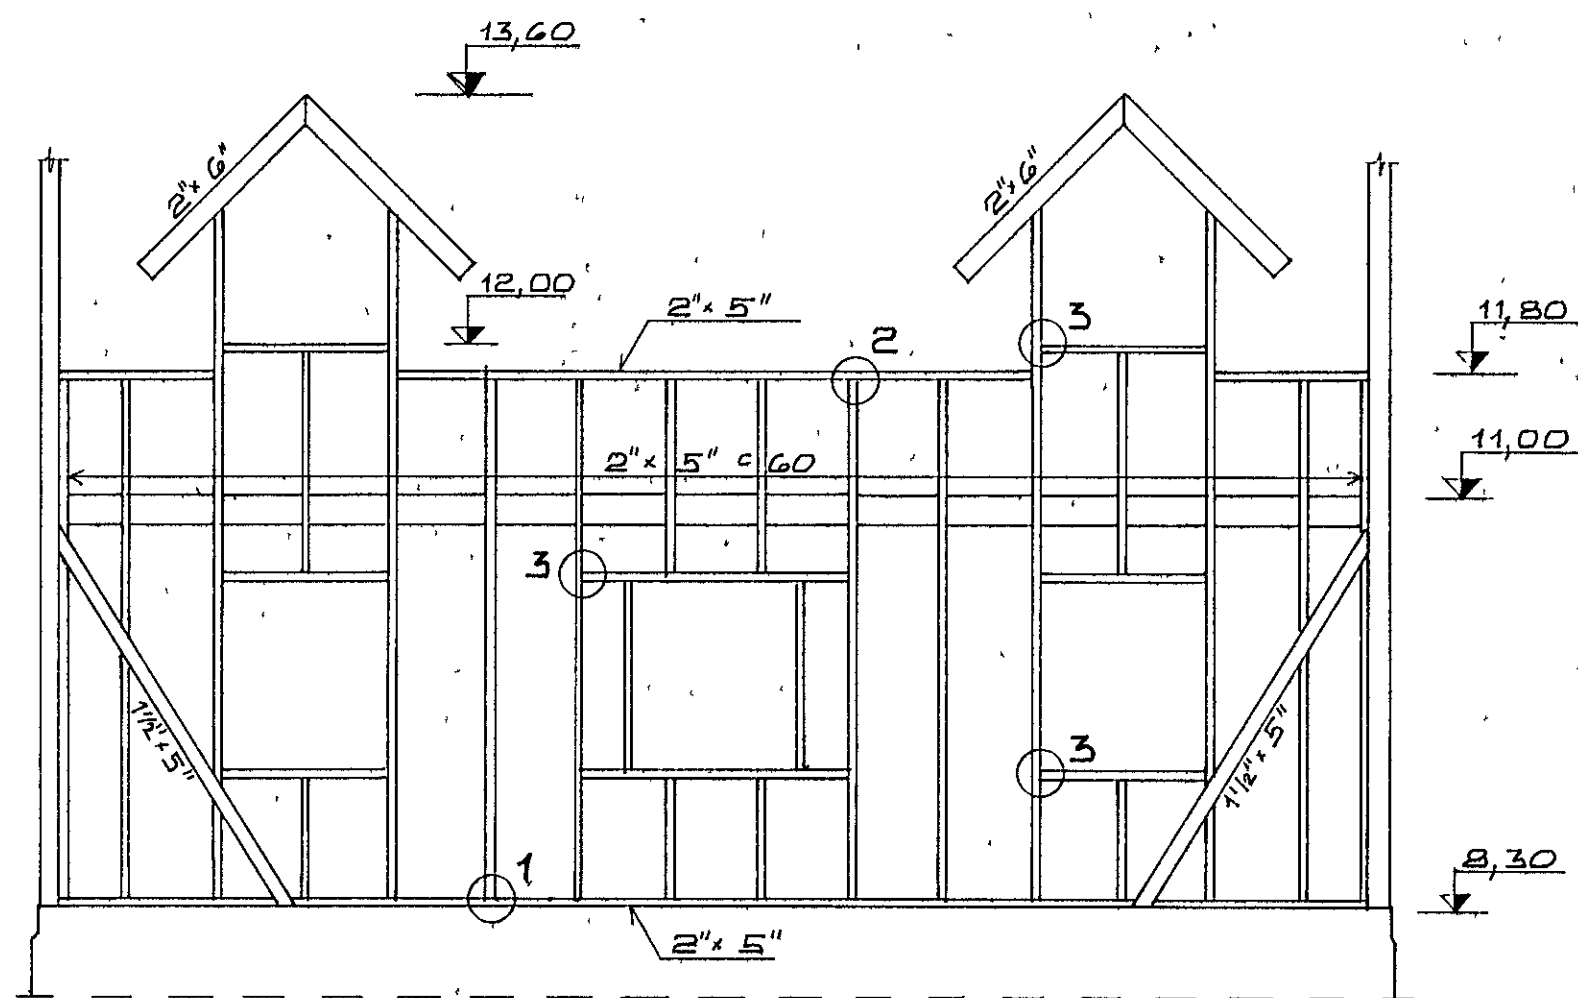 13,60
2"x 6"
2"x 6"
12,00
2"x 5"
3
11,80
2
11,00
2"x 5" c 60
3
1 1/2" x 5"
3
1 1/2" x 5"
1
8,30
2"x 5"